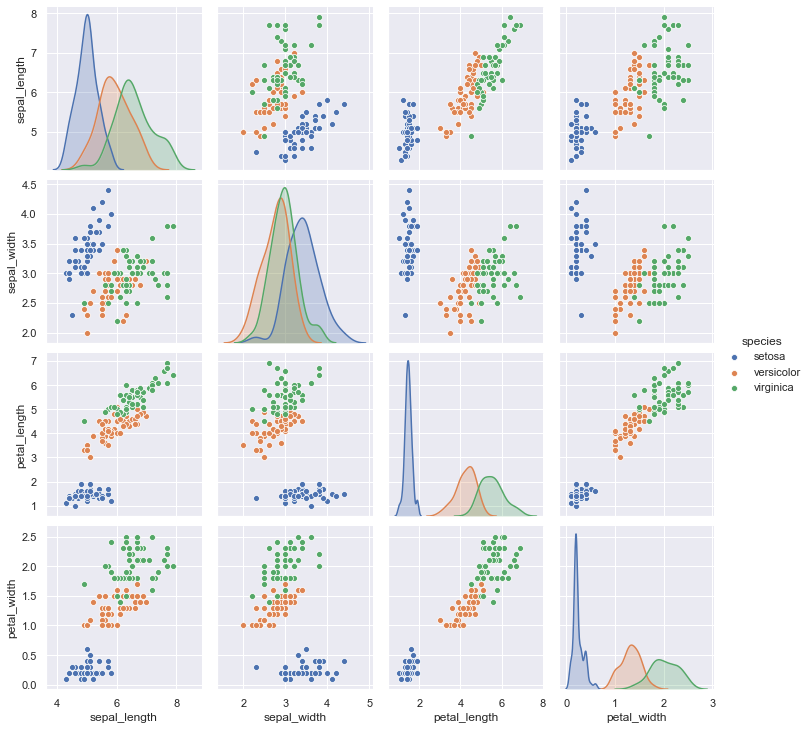 8
7
6
5
sepal_length
4.5
4.0
3.5
3.0
2.5
2.0
sepal_width
species
setosa
versicolor
virginica
7
6
5
4
3
2
1
petal_length
2.5
2.0
1.5
1.0
0.5
0.0
petal_width
4 6 8
2 3 4 5
2 4 6 8
0 1 2 3
sepal_length
sepal_width
petal_length
petal_width